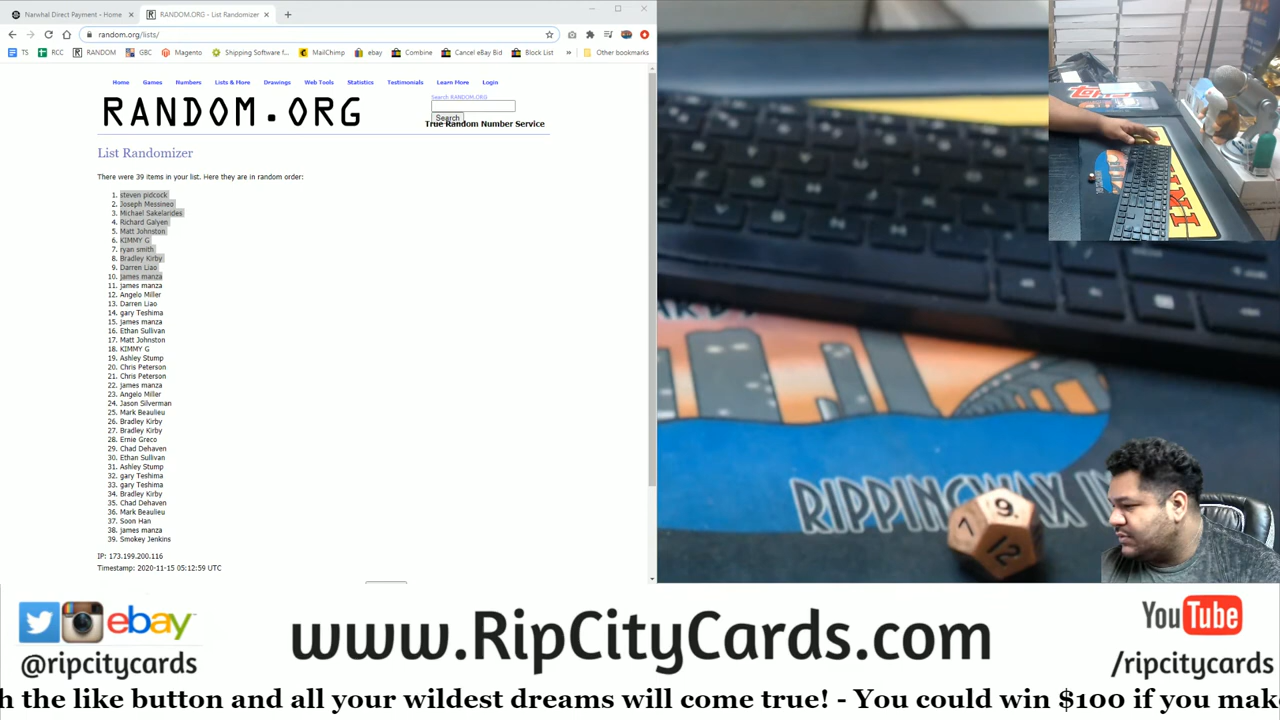 Narwhal Direct Payment - Home
RANDOM.ORG - List Randomizer
random.org/lists/
TS RCC RANDOM GBC Magento Shipping Software f... MailChimp ebay Combine Cancel eBay Bid Block List » Other bookmarks
Home Games Numbers Lists & More Drawings Web Tools Statistics Testimonials Learn More Login
RANDOM.ORG
Search RANDOM.ORG
Search
True Random Number Service
List Randomizer
There were 39 items in your list. Here they are in random order:
1. steven pidcock
2. Joseph Messineo
3. Michael Sakelarides
4. Richard Galyen
5. Matt Johnston
6. KIMMY G
7. ryan smith
8. Bradley Kirby
9. Darren Liao
10. james manza
11. james manza
12. Angelo Miller
13. Darren Liao
14. gary Teshima
15. james manza
16. Ethan Sullivan
17. Matt Johnston
18. KIMMY G
19. Ashley Stump
20. Chris Peterson
21. Chris Peterson
22. james manza
23. Angelo Miller
24. Jason Silverman
25. Mark Beaulieu
26. Bradley Kirby
27. Bradley Kirby
28. Ernie Greco
29. Chad Dehaven
30. Ethan Sullivan
31. Ashley Stump
32. gary Teshima
33. gary Teshima
34. Bradley Kirby
35. Chad Dehaven
36. Mark Beaulieu
37. Soon Han
38. james manza
39. Smokey Jenkins
IP: 173.199.200.116
Timestamp: 2020-11-15 05:12:59 UTC
Topps
RIPPINGWAX IN
9.
7
12
ebay
@ripcitycards
www.RipCityCards.com
YouTube
/ripcitycards
h the like button and all your wildest dreams will come true! - You could win $100 if you mak